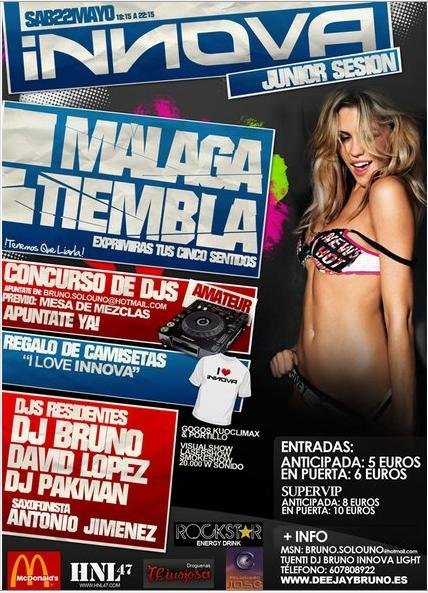 SAB22MAYO 18:15 A 22:15
INNOVA
JUNIOR SESION
MALAGA
TIEMBLA
EXPRIMIRAS TUS CINCO SENTIDOS
¡Tenemos Que Liarla!
CONCURSO DE DJS
APUNTATE EN: BRUNO.SOLOUNO@HOTMAIL.COM
PREMIO: MESA DE MEZCLAS
APUNTATE YA!
AMATEUR
REGALO DE CAMISETAS
"I LOVE INNOVA"
I ❤
INNOVA
DJS RESIDENTES
DJ BRUNO
DAVID LOPEZ
DJ PAKMAN
SAXOFINISTA
ANTONIO JIMENEZ
GOGOS KUOCLIMAX
& PORTILLO
VISUALSHOW
LASERSHOW
SMOKESHOW
20.000 W SONIDO
ENTRADAS:
ANTICIPADA: 5 EUROS
EN PUERTA: 6 EUROS
SUPERVIP
ANTICIPADA: 8 EUROS
EN PUERTA: 10 EUROS
+ INFO
MSN: BRUNO.SOLOUNO@hotmail.com
TUENTI DJ BRUNO INNOVA LIGHT
TELEFONO: 607808922
WWW.DEEJAYBRUNO.ES
ROCKSTAR
ENERGY DRINK
McDonald's
HNL47
WWW.HNL47.COM
Droguerias
JOSE